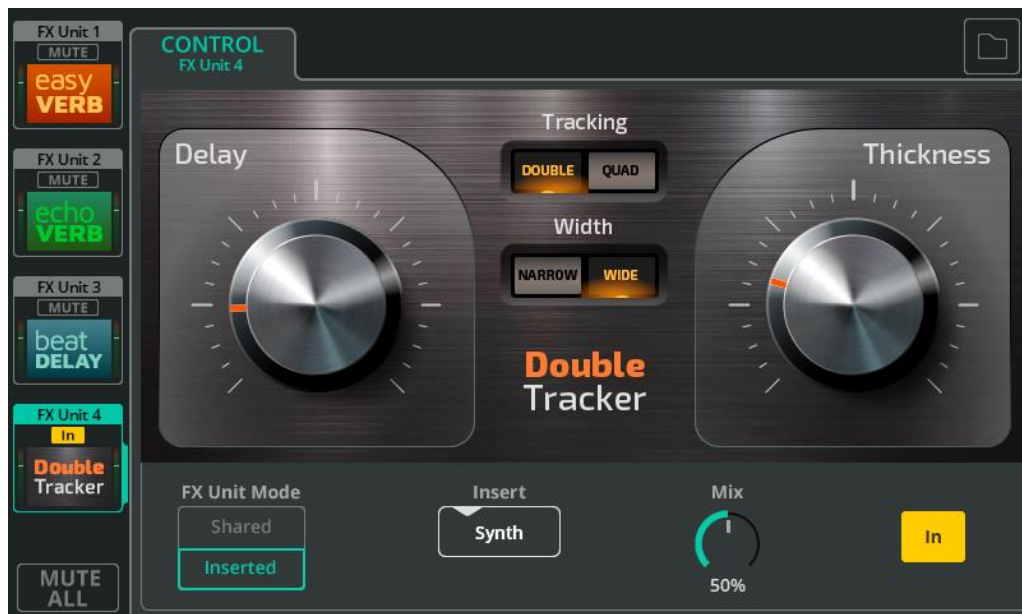 FX Unit 1
MUTE
easy
VERB
FX Unit 2
MUTE
echo
VERB
FX Unit 3
MUTE
beat
DELAY
FX Unit 4
In
Double
Tracker
MUTE
ALL
CONTROL
FX Unit 4
Delay
Tracking
DOUBLE QUAD
Width
NARROW WIDE
Double
Tracker
Thickness
FX Unit Mode
Shared
Inserted
Insert
Synth
Mix
50%
In